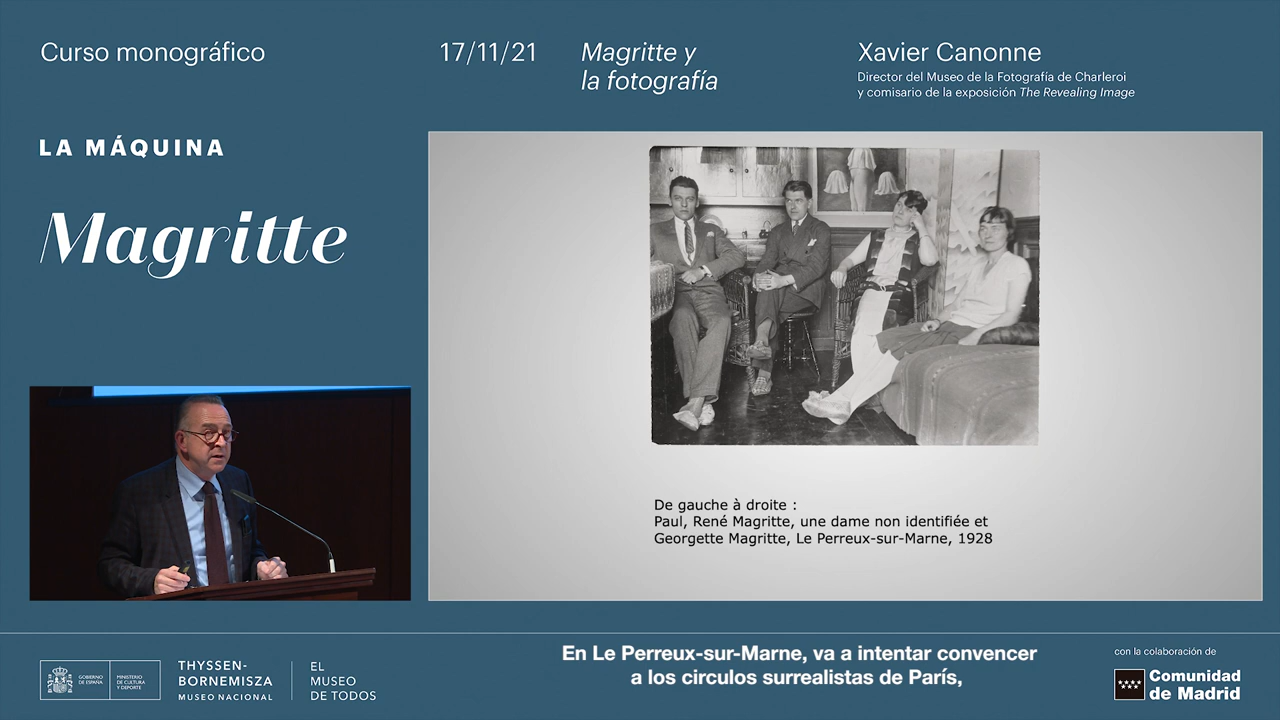 Curso monográfico
17/11/21
Magritte y
la fotografía
Xavier Canonne
Director del Museo de la Fotografía de Charleroi
y comisario de la exposición The Revealing Image
LA MÁQUINA
Magritte
De gauche à droite :
Paul, René Magritte, une dame non identifiée et
Georgette Magritte, Le Perreux-sur-Marne, 1928
En Le Perreux-sur-Marne, va a intentar convencer
a los circulos surrealistas de París,
GOBIERNO
DE ESPAÑA
MINISTERIO
DE CULTURA
Y DEPORTE
THYSSEN-
BORNEMISZA
MUSEO NACIONAL
EL
MUSEO
DE TODOS
con la colaboración de
Comunidad
de Madrid